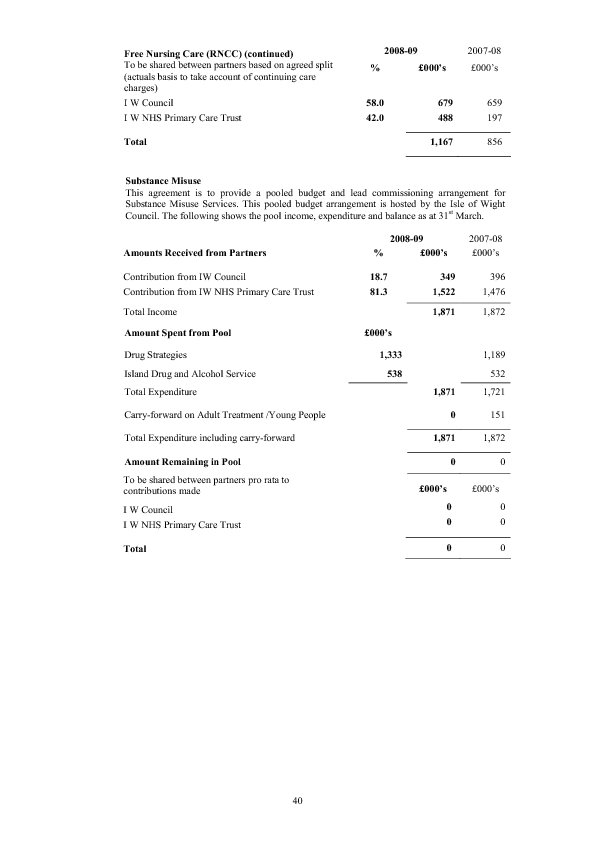 Free Nursing Care (RNCC) (continued) 2008-09 2007-08
To be shared between partners based on agreed split % £000’s £000’s
(actuals basis to take account of continuing care
charges)
I W Council 58.0 679 659
I W NHS Primary Care Trust 42.0 488 197
Total 1,167 856
Substance Misuse
This agreement is to provide a pooled budget and lead commissioning arrangement for
Substance Misuse Services. This pooled budget arrangement is hosted by the Isle of Wight
Council. The following shows the pool income, expenditure and balance as at 31st March.
2008-09 2007-08
Amounts Received from Partners % £000’s £000’s
Contribution from IW Council 18.7 349 396
Contribution from IW NHS Primary Care Trust 81.3 1,522 1,476
Total Income 1,871 1,872
Amount Spent from Pool £000’s
Drug Strategies 1,333 1,189
Island Drug and Alcohol Service 538 532
Total Expenditure 1,871 1,721
Carry-forward on Adult Treatment /Young People 0 151
Total Expenditure including carry-forward 1,871 1,872
Amount Remaining in Pool 0 0
To be shared between partners pro rata to
contributions made £000’s £000’s
I W Council 0 0
I W NHS Primary Care Trust 0 0
Total 0 0
40